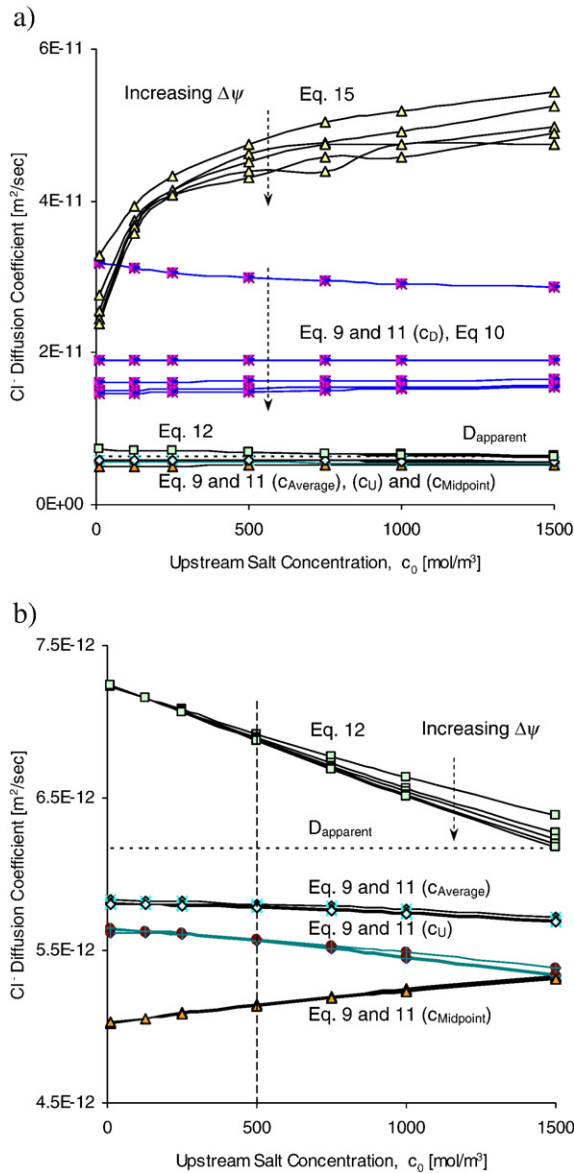 a)
6E-11
Increasing Δψ
Eq. 15
4E-11
Cl⁻ Diffusion Coefficient [m²/sec]
Eq. 9 and 11 (c_D), Eq 10
2E-11
Eq. 12
D_apparent
Eq. 9 and 11 (c_Average), (c_U) and (c_Midpoint)
0E+00
0 500 1000 1500
Upstream Salt Concentration, c₀ [mol/m³]
b)
7.5E-12
Eq. 12
Increasing Δψ
6.5E-12
Cl⁻ Diffusion Coefficient [m²/sec]
D_apparent
Eq. 9 and 11 (c_Average)
Eq. 9 and 11 (c_U)
5.5E-12
Eq. 9 and 11 (c_Midpoint)
4.5E-12
0 500 1000 1500
Upstream Salt Concentration, c₀ [mol/m³]